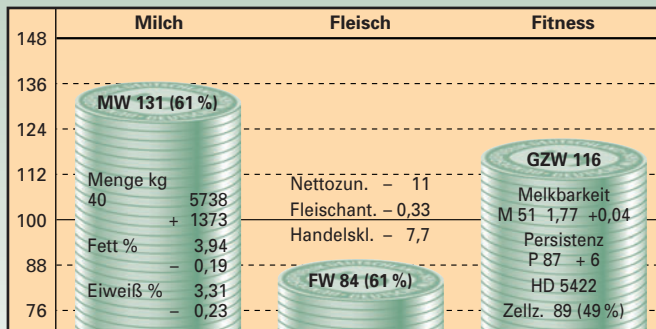 Milch Fleisch Fitness
148
136
124
112
100
88
76
MW 131 (61 %)
Menge kg
40 5738
+ 1373
Fett % 3,94
– 0,19
Eiweiß % 3,31
– 0,23
Nettozun. – 11
Fleischant. – 0,33
Handelskl. – 7,7
FW 84 (61 %)
GZW 116
Melkbarkeit
M 51 1,77 +0,04
Persistenz
P 87 + 6
HD 5422
Zellz. 89 (49 %)